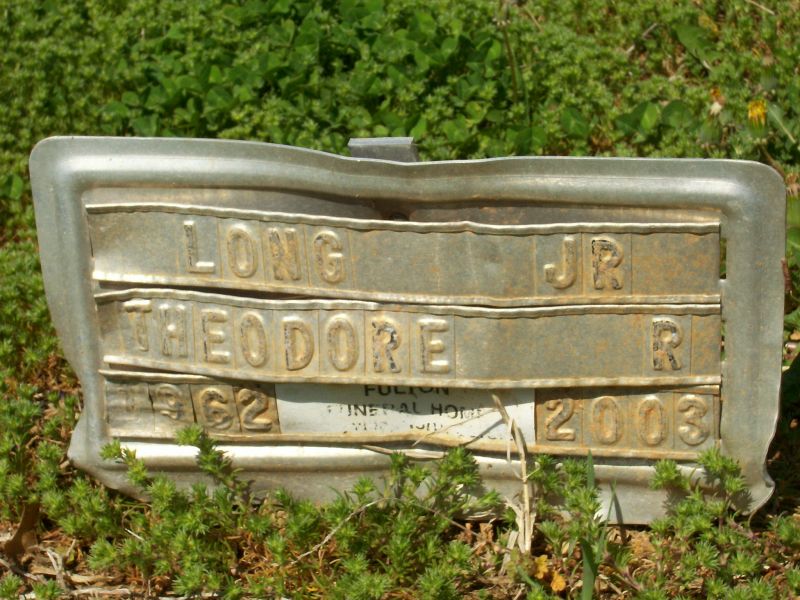 LONG JR
THEODORE R
1962 2003
FULTON
FUNERAL HOME